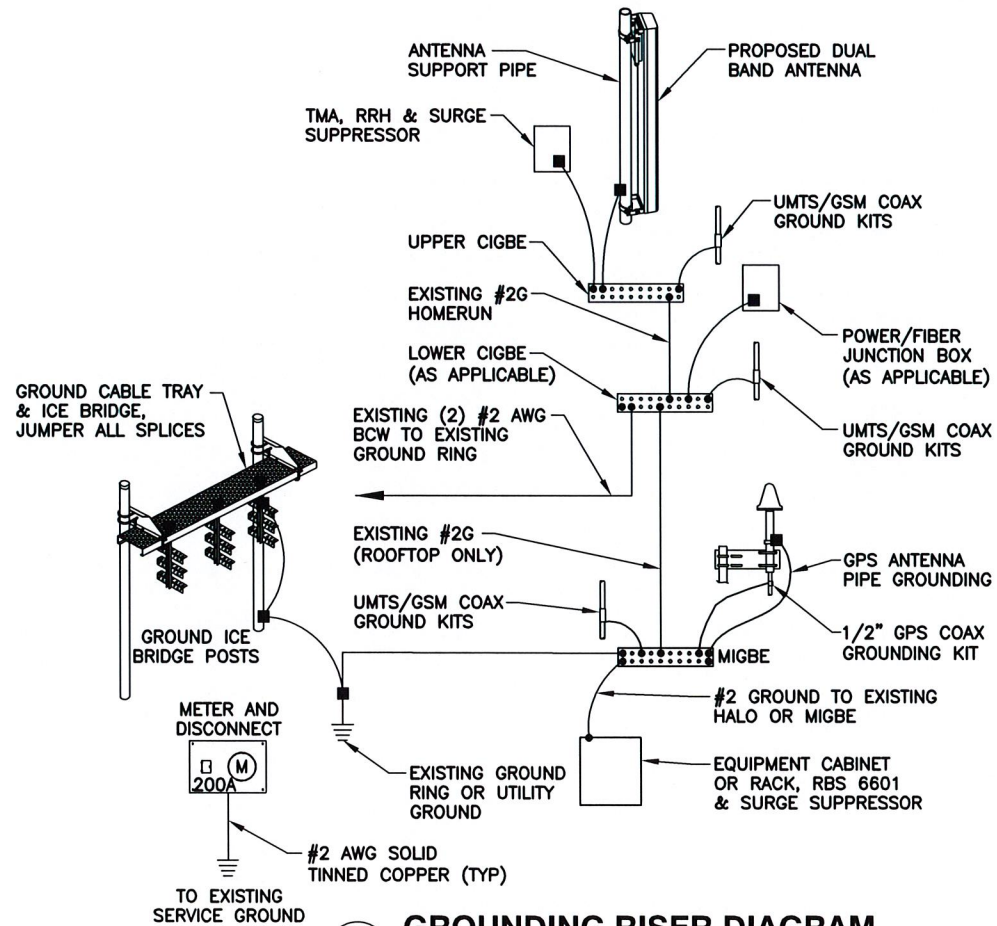 ANTENNA
SUPPORT PIPE
PROPOSED DUAL
BAND ANTENNA
TMA, RRH & SURGE
SUPPRESSOR
UMTS/GSM COAX
GROUND KITS
UPPER CIGBE
EXISTING #2G
HOMERUN
POWER/FIBER
JUNCTION BOX
(AS APPLICABLE)
LOWER CIGBE
(AS APPLICABLE)
GROUND CABLE TRAY
& ICE BRIDGE,
JUMPER ALL SPLICES
EXISTING (2) #2 AWG
BCW TO EXISTING
GROUND RING
UMTS/GSM COAX
GROUND KITS
EXISTING #2G
(ROOFTOP ONLY)
GPS ANTENNA
PIPE GROUNDING
UMTS/GSM COAX
GROUND KITS
1/2" GPS COAX
GROUNDING KIT
GROUND ICE
BRIDGE POSTS
MIGBE
#2 GROUND TO EXISTING
HALO OR MIGBE
METER AND
DISCONNECT
M
200A
EXISTING GROUND
RING OR UTILITY
GROUND
EQUIPMENT CABINET
OR RACK, RBS 6601
& SURGE SUPPRESSOR
#2 AWG SOLID
TINNED COPPER (TYP)
TO EXISTING
SERVICE GROUND
GROUNDING RISER DIAGRAM